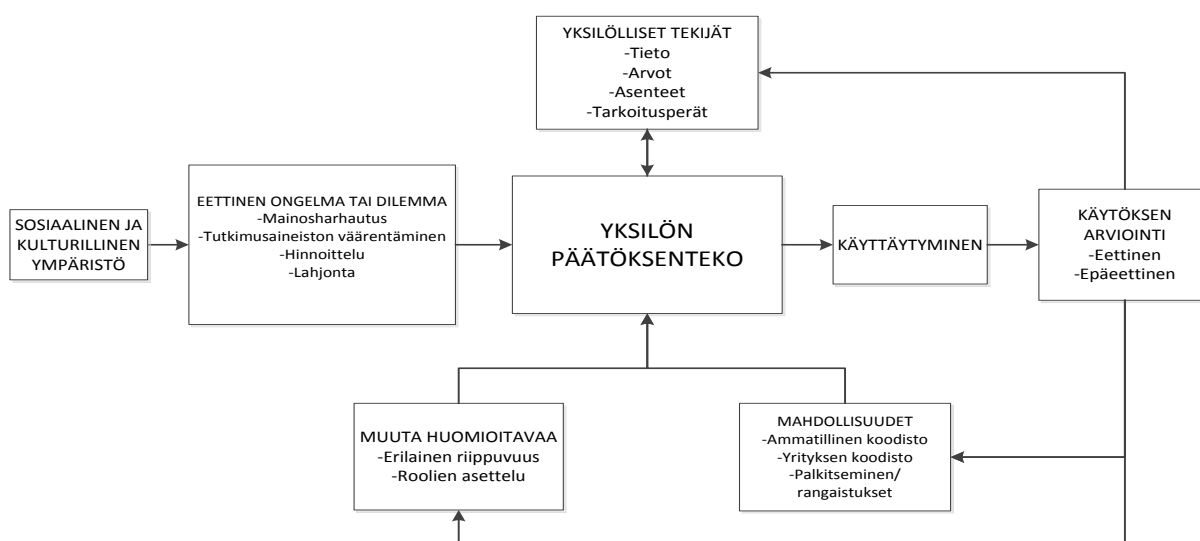 YKSILÖLLISET TEKIJÄT
-Tieto
-Arvot
-Asenteet
-Tarkoitusperät
SOSIAALINEN JA
KULTURILLINEN
YMPÄRISTÖ
EETTINEN ONGELMA TAI DILEMMA
-Mainosharhautus
-Tutkimusaineiston väärentäminen
-Hinnoittelu
-Lahjonta
YKSILÖN
PÄÄTÖKSENTEKO
KÄYTTÄYTYMINEN
KÄYTÖKSEN
ARVIOINTI
-Eettinen
-Epäeettinen
MUUTA HUOMIOITAVAA
-Erilainen riippuvuus
-Roolien asettelu
MAHDOLLISUUDET
-Ammatillinen koodisto
-Yrityksen koodisto
-Palkitseminen/
rangaistukset